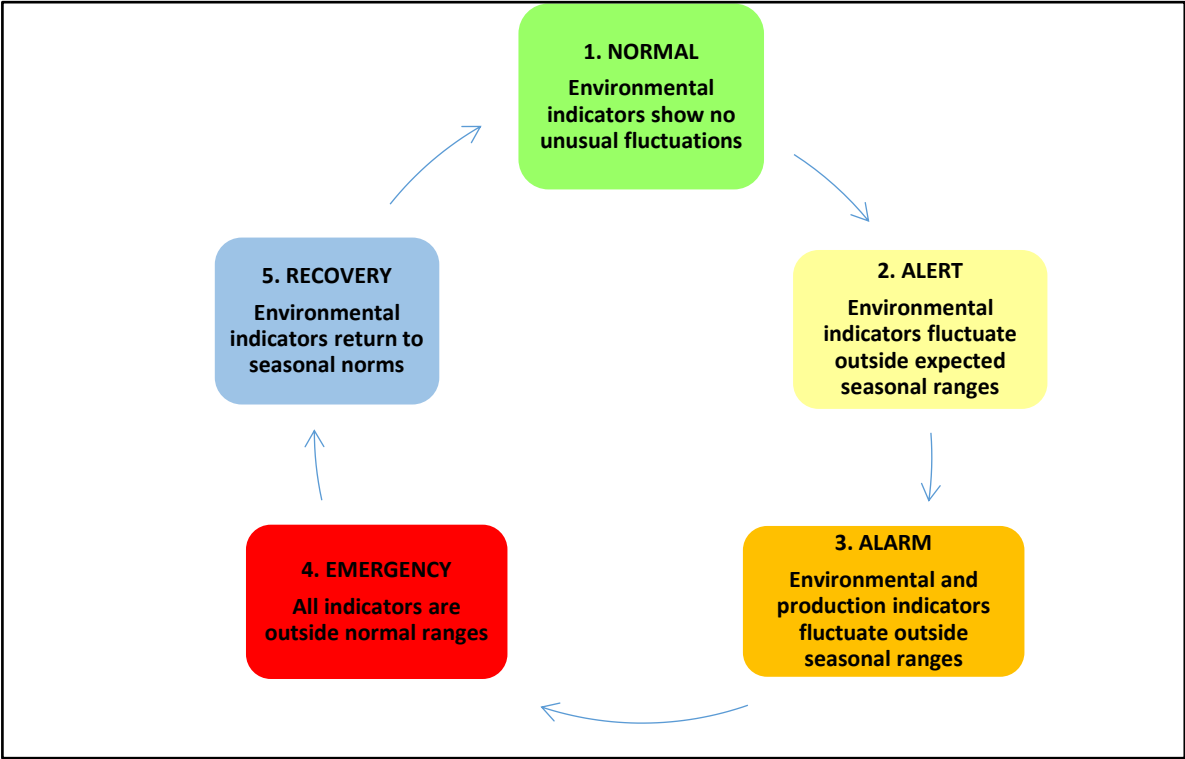 1. NORMAL
Environmental
indicators show no
unusual fluctuations
2. ALERT
Environmental
indicators fluctuate
outside expected
seasonal ranges
3. ALARM
Environmental and
production indicators
fluctuate outside
seasonal ranges
4. EMERGENCY
All indicators are
outside normal ranges
5. RECOVERY
Environmental
indicators return to
seasonal norms